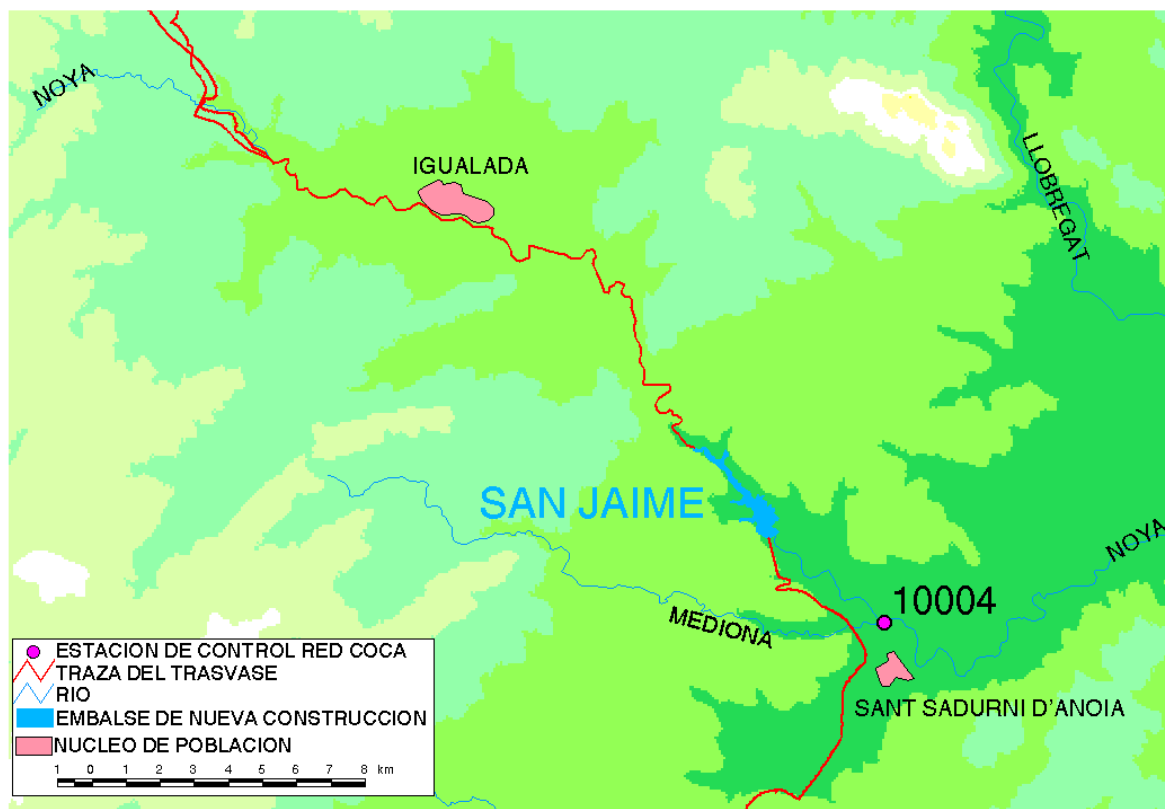 NOYA
IGUALADA
LLOBREGAT
SAN JAIME
NOYA
10004
MEDIONA
SANT SADURNI D'ANOIA
ESTACION DE CONTROL RED COCA
TRAZA DEL TRASVASE
RIO
EMBALSE DE NUEVA CONSTRUCCION
NUCLEO DE POBLACION
1 0 1 2 3 4 5 6 7 8 km